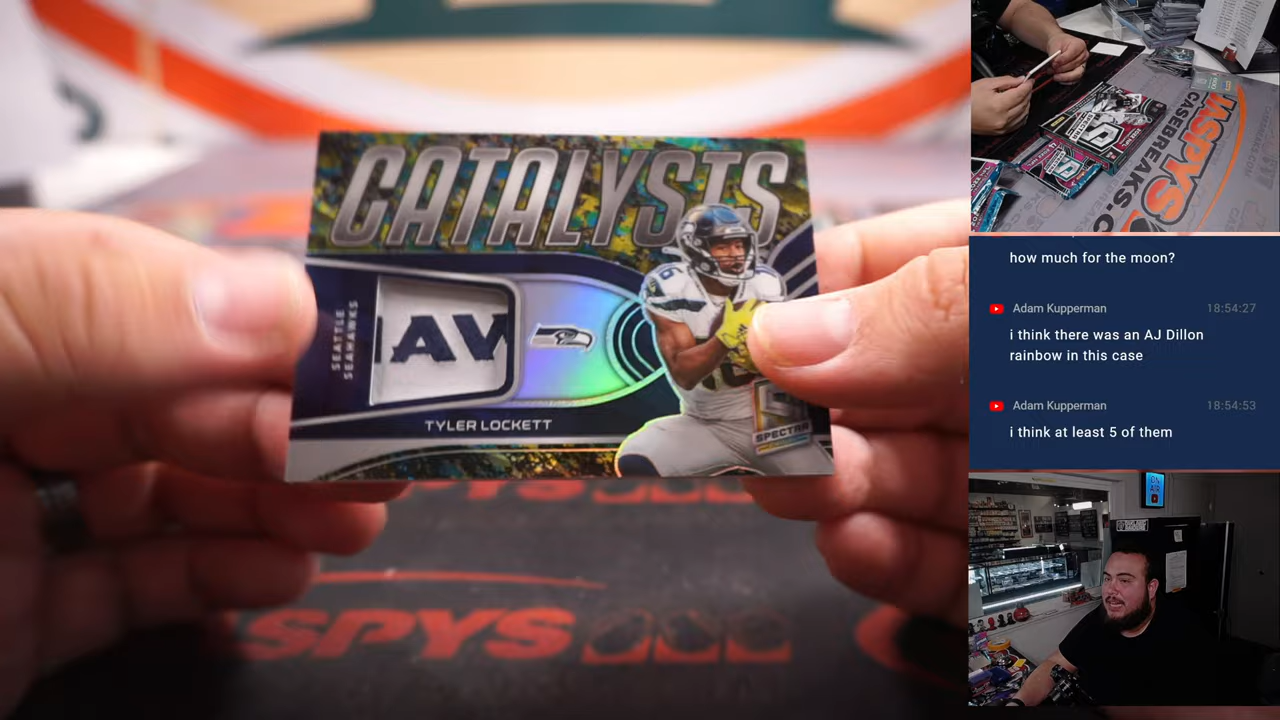 CATALYSTS
SEATTLE
SEAHAWKS
AV
TYLER LOCKETT
SPECTRA
SPYS
JASPYS
CASEBREAKS.C
how much for the moon?
Adam Kupperman 18:54:27
i think there was an AJ Dillon
rainbow in this case
Adam Kupperman 18:54:53
i think at least 5 of them